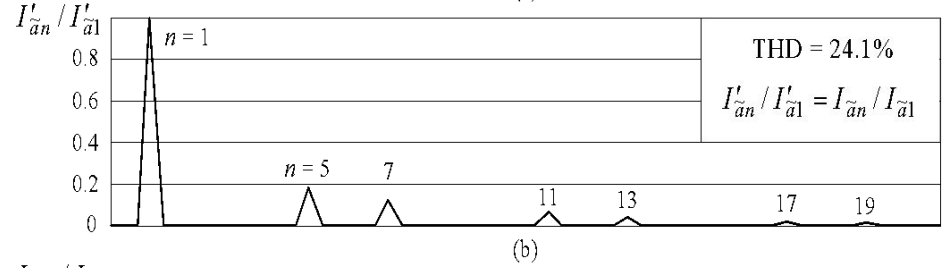 I′ãn / I′ã1
n = 1
THD = 24.1%
I′ãn / I′ã1 = Iãn / Iã1
0.8
0.6
0.4
0.2
0
n = 5
7
11
13
17
19
(b)